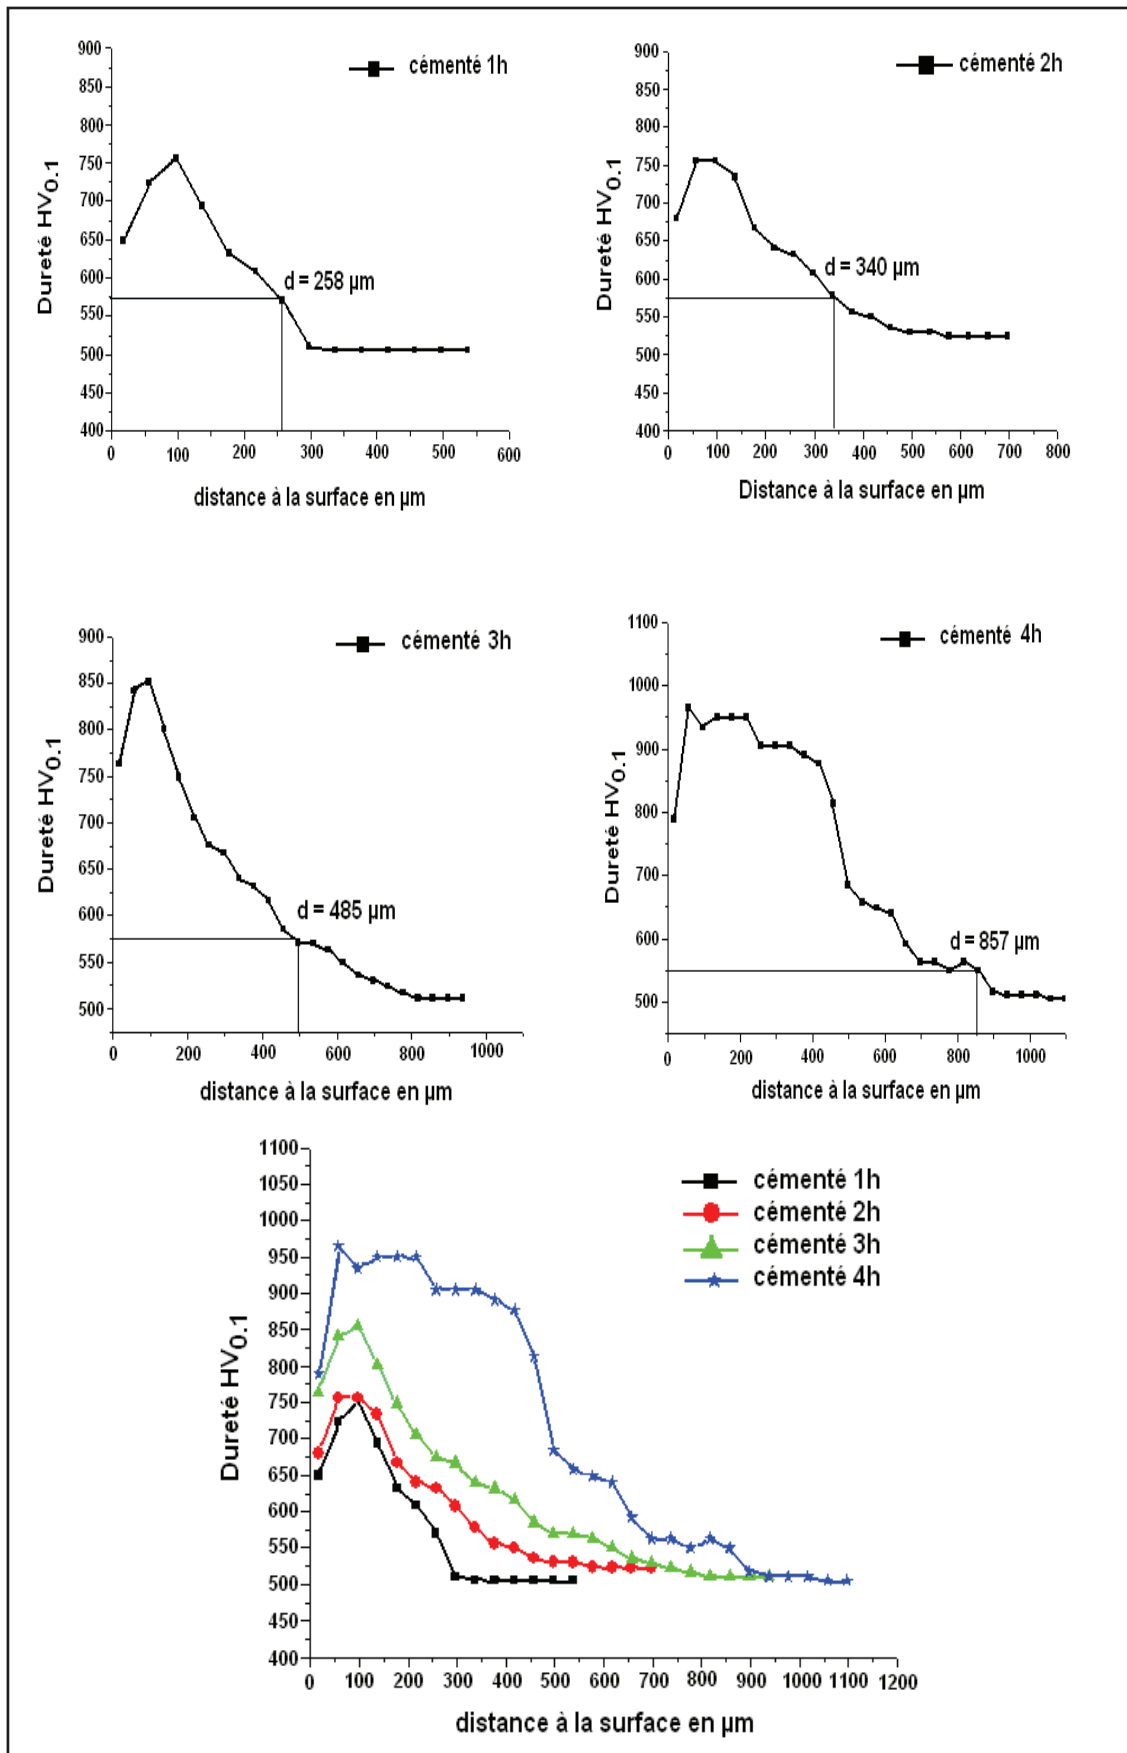 cémenté 1h
900
850
800
750
700
650
600
550
500
450
400
Dureté HV0.1
d = 258 µm
0 100 200 300 400 500 600
distance à la surface en µm
cémenté 2h
900
850
800
750
700
650
600
550
500
450
400
Dureté HV0.1
d = 340 µm
0 100 200 300 400 500 600 700 800
Distance à la surface en µm
cémenté 3h
900
850
800
750
700
650
600
550
500
Dureté HV0.1
d = 485 µm
0 200 400 600 800 1000
distance à la surface en µm
cémenté 4h
1100
1000
900
800
700
600
500
Dureté HV0.1
d = 857 µm
0 200 400 600 800 1000
distance à la surface en µm
1100
1050
1000
950
900
850
800
750
700
650
600
550
500
450
400
Dureté HV0.1
cémenté 1h
cémenté 2h
cémenté 3h
cémenté 4h
0 100 200 300 400 500 600 700 800 900 1000 1100 1200
distance à la surface en µm